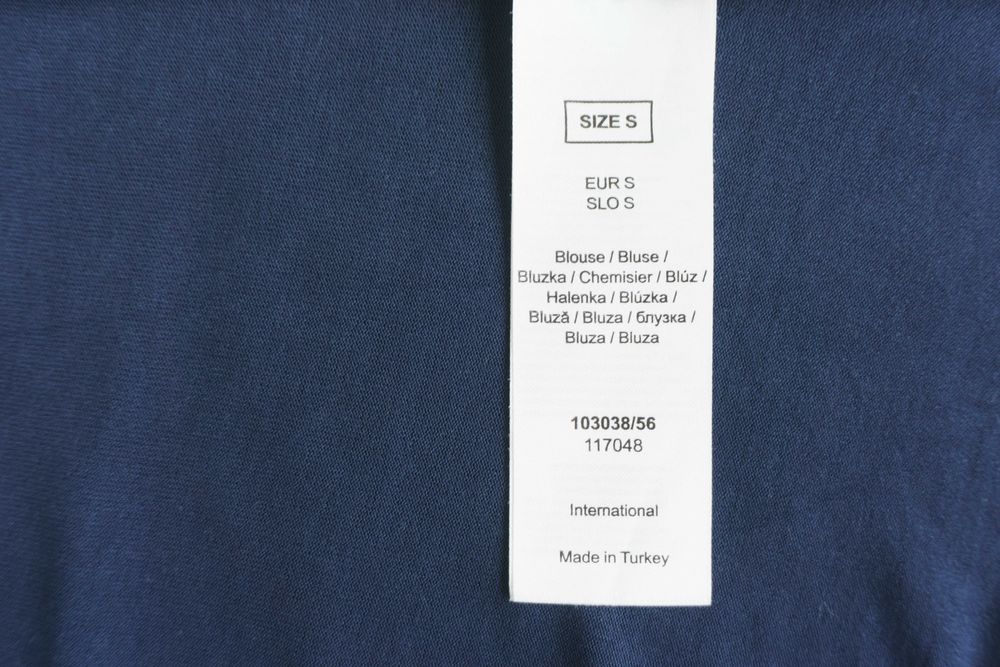 SIZE S
EUR S
SLO S
Blouse / Bluse /
Bluzka / Chemisier / Blúz /
Halenka / Blúzka /
Bluză / Bluza / блузка /
Bluza / Bluza
103038/56
117048
International
Made in Turkey